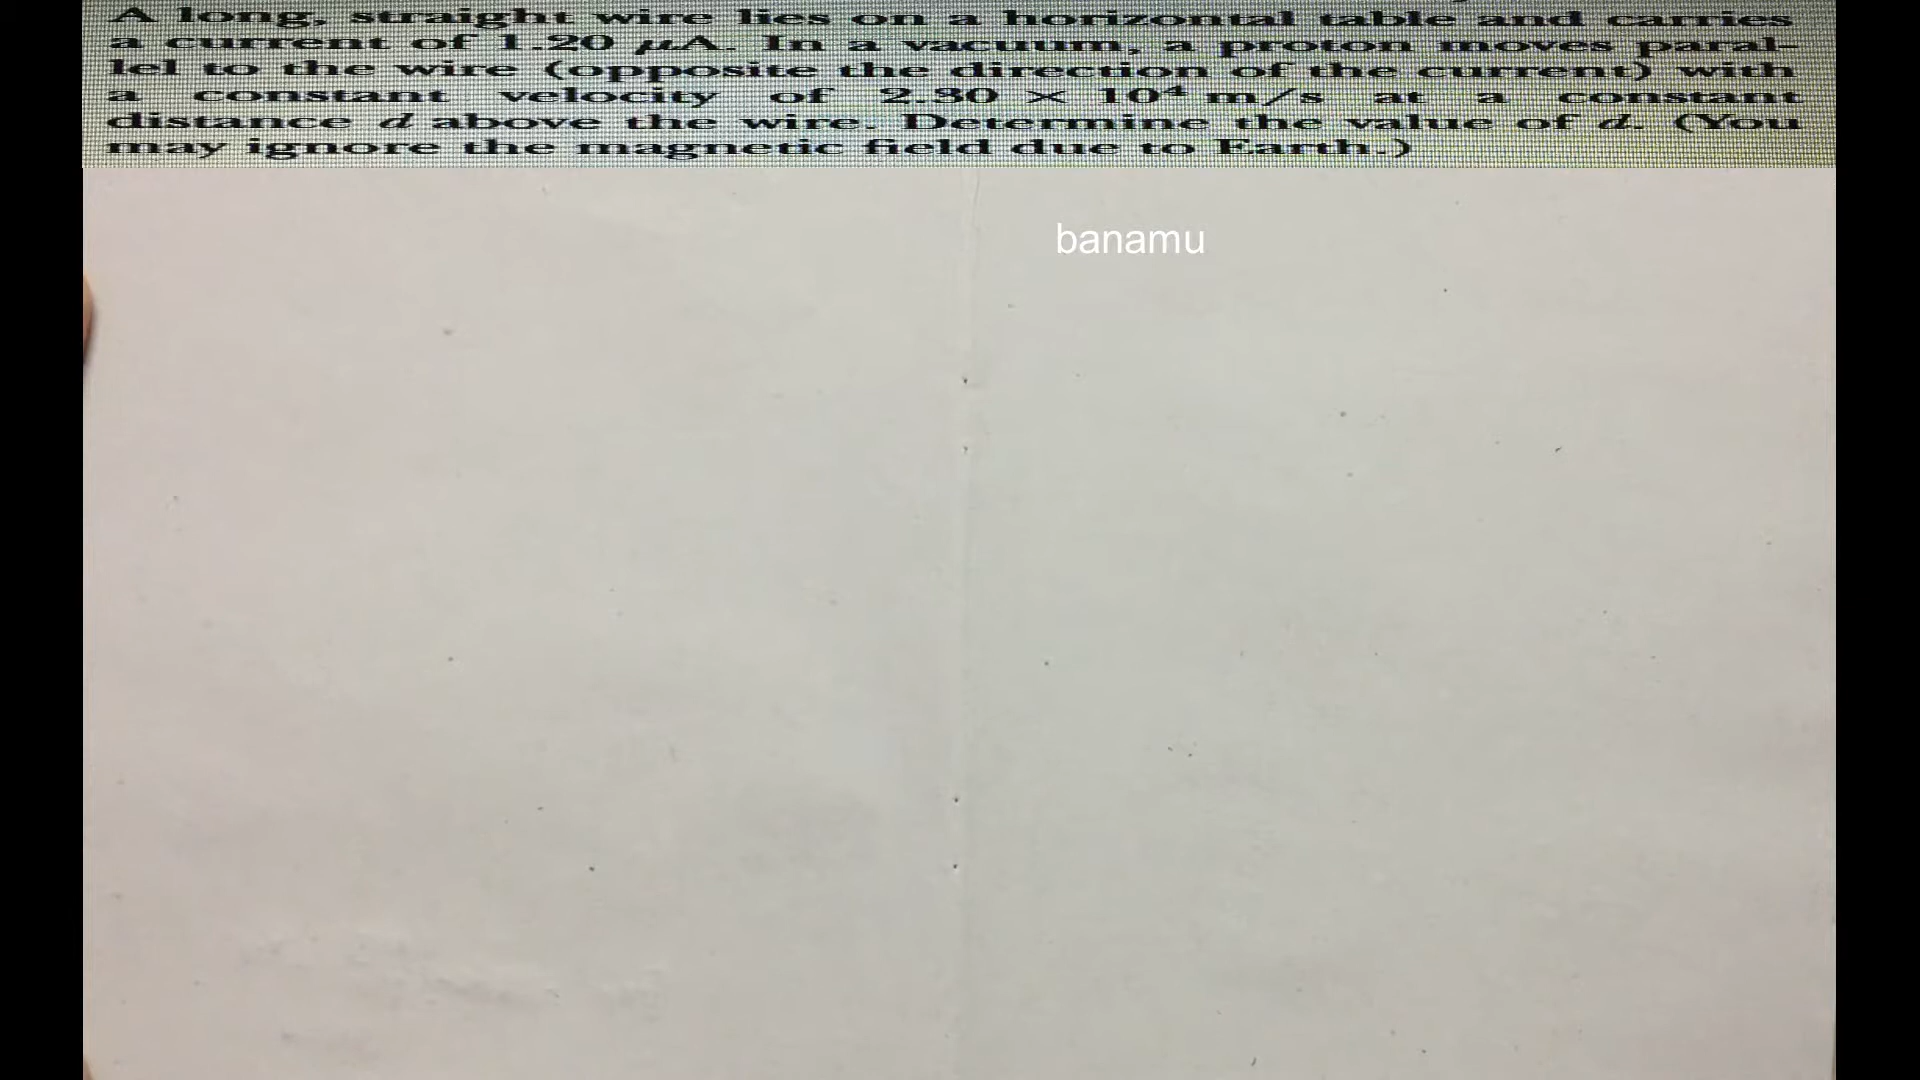 A long, straight wire lies on a horizontal table and carries
a current of 1.20 μA. In a vacuum, a proton moves paral-
lel to the wire (opposite the direction of the current) with
a constant velocity of 2.30 × 10⁴ m/s at a constant
distance d above the wire. Determine the value of d. (You
may ignore the magnetic field due to Earth.)
banamu